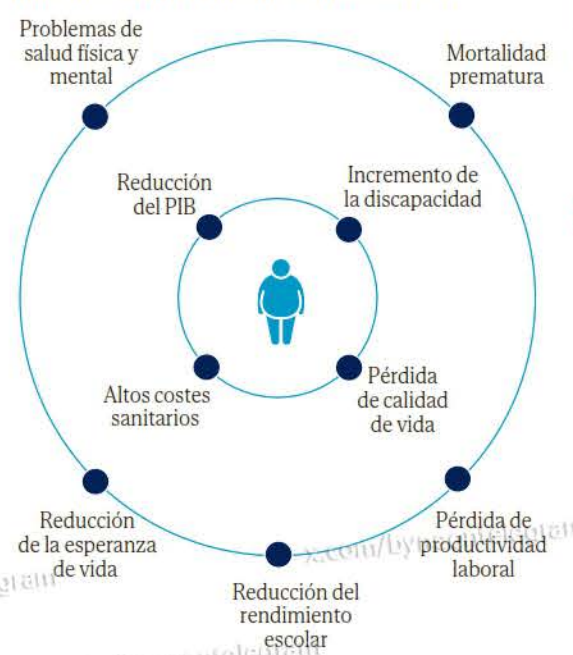 Problemas de
salud física y
mental
Mortalidad
prematura
Reducción
del PIB
Incremento de
la discapacidad
Altos costes
sanitarios
Pérdida
de calidad
de vida
Reducción
de la esperanza
de vida
Reducción del
rendimiento
escolar
Pérdida de
productividad
laboral